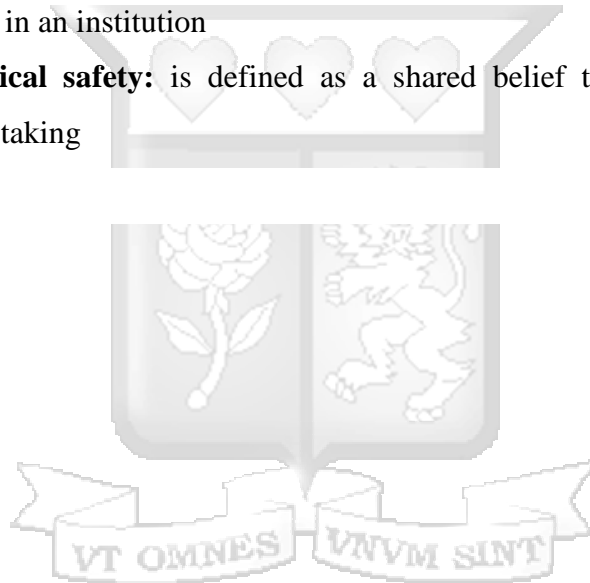 in an institution
ical safety: is defined as a shared belief t
taking
VT OMNES VNVM SINT